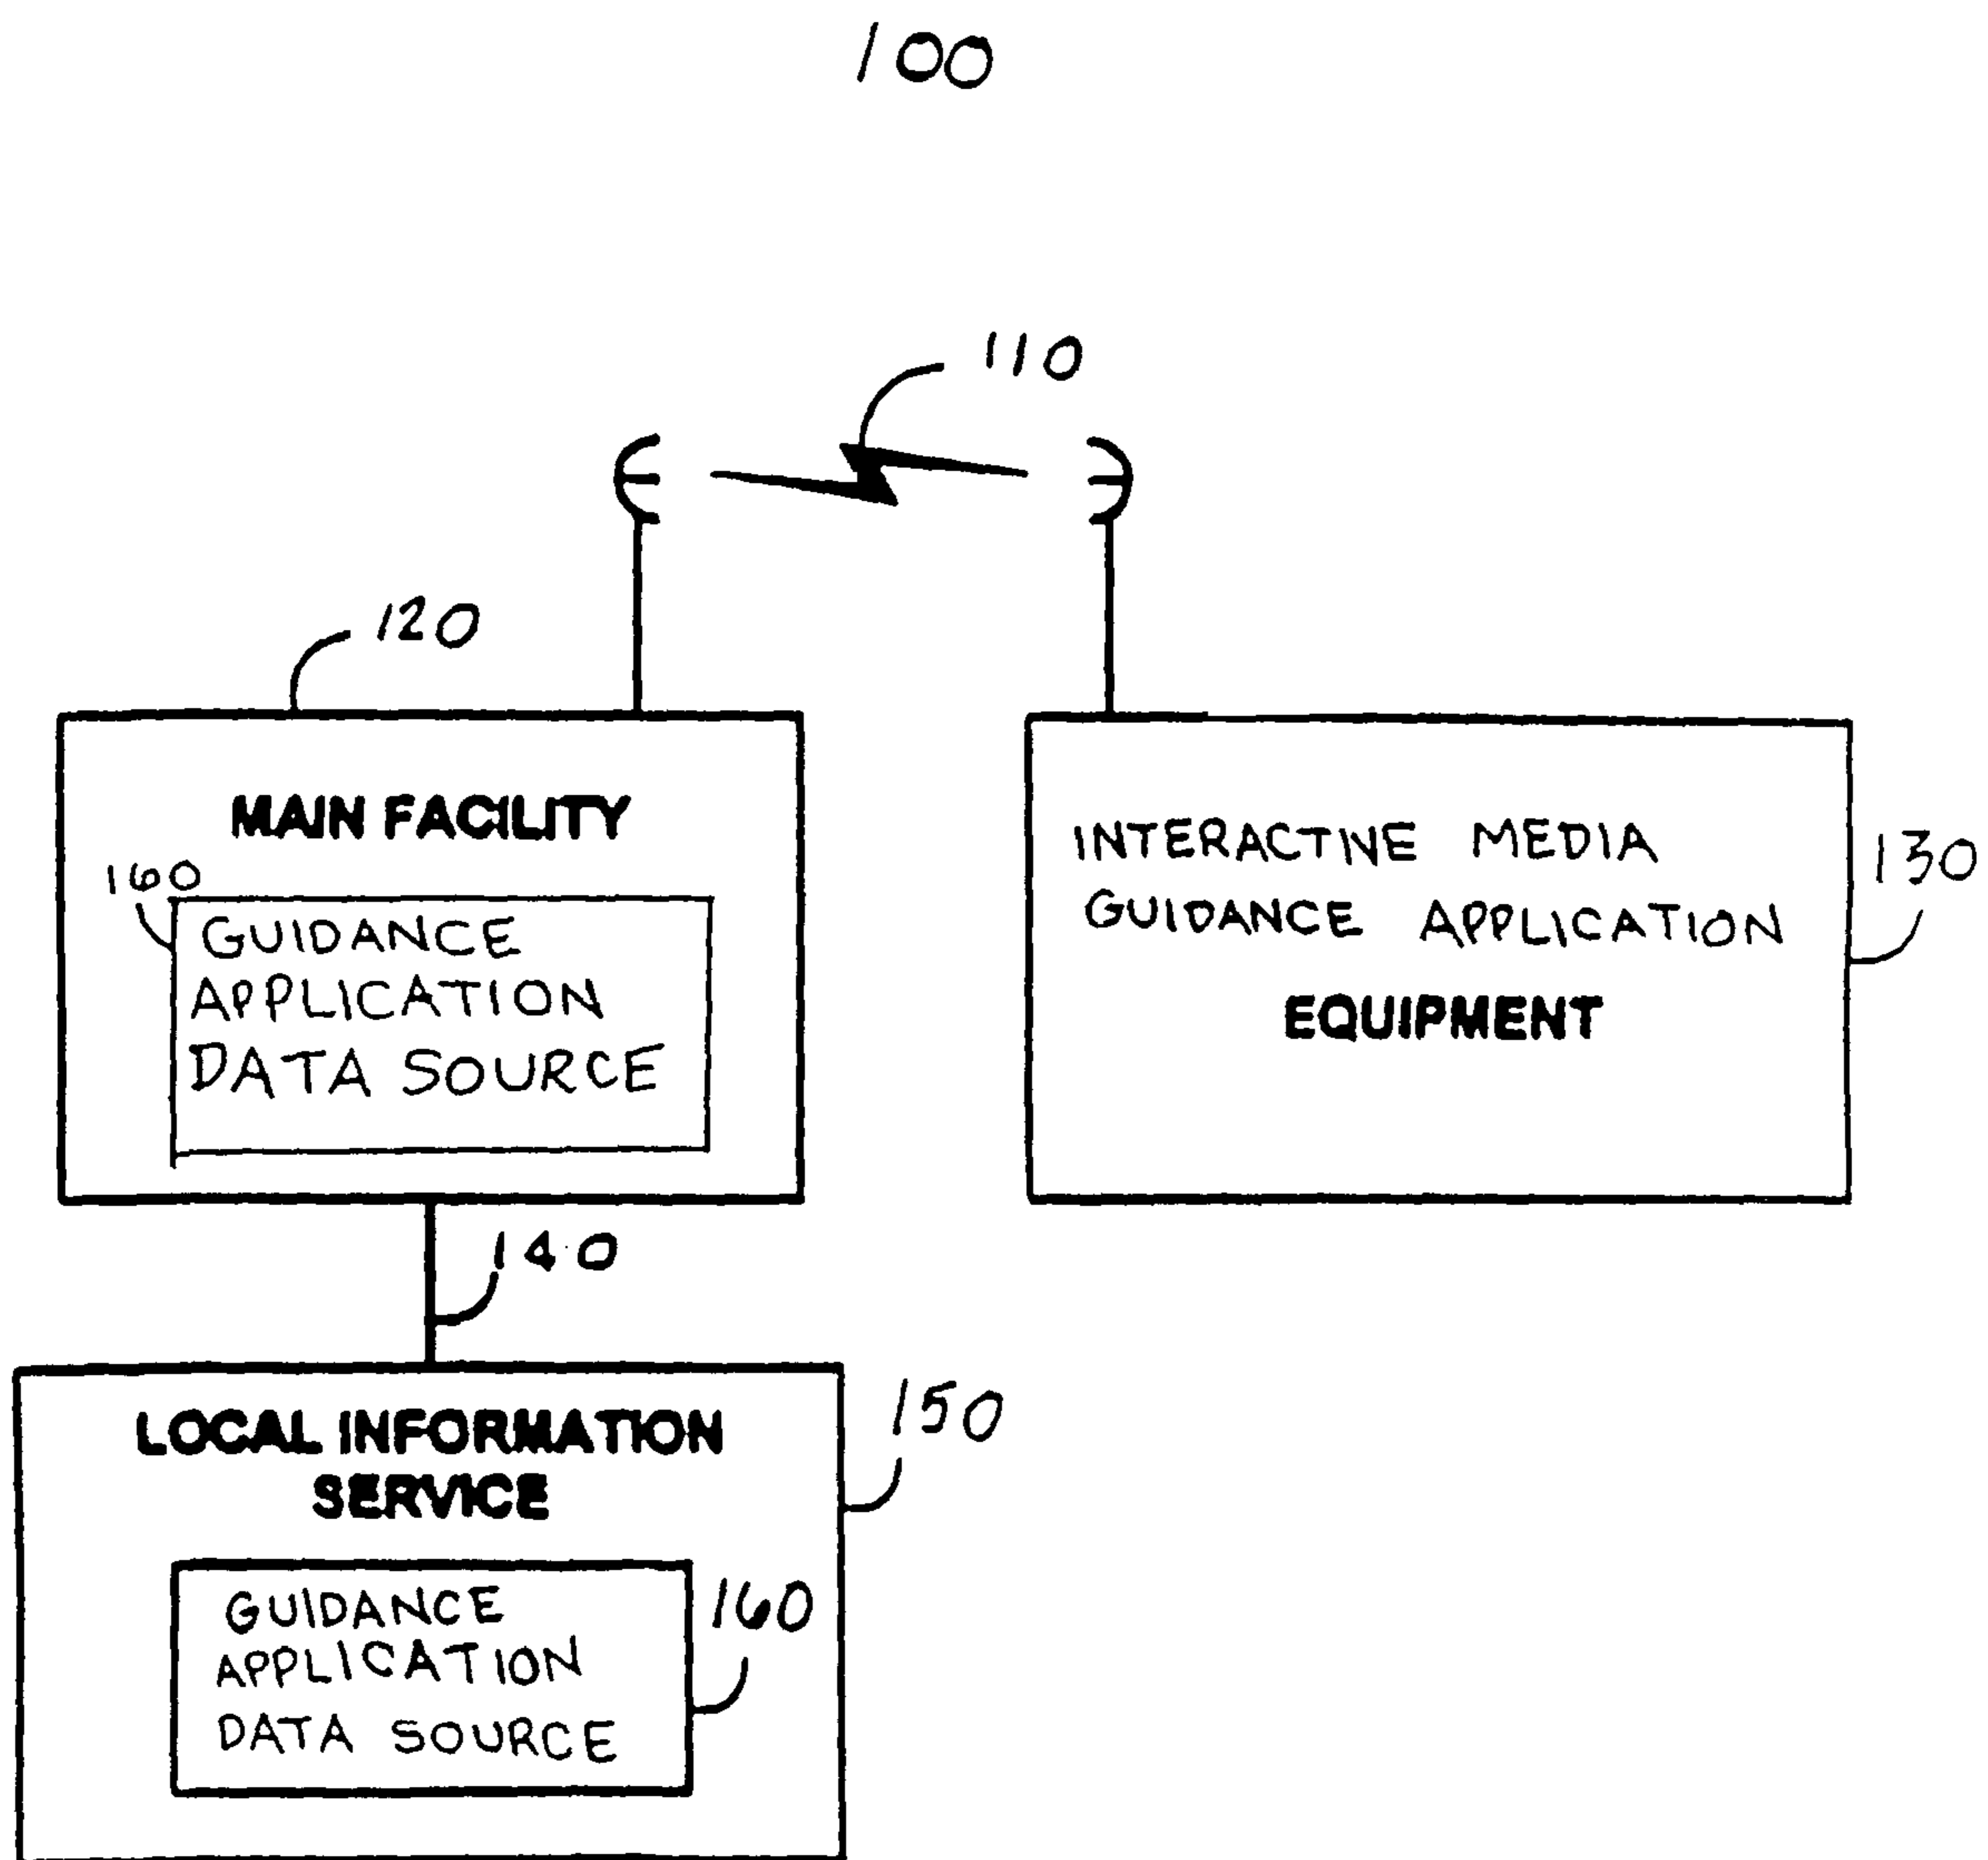 100
110
120
MAIN FACILITY
160
GUIDANCE
APPLICATION
DATA SOURCE
INTERACTIVE MEDIA
GUIDANCE APPLICATION
EQUIPMENT
130
140
LOCAL INFORMATION
SERVICE
150
GUIDANCE
APPLICATION
DATA SOURCE
160